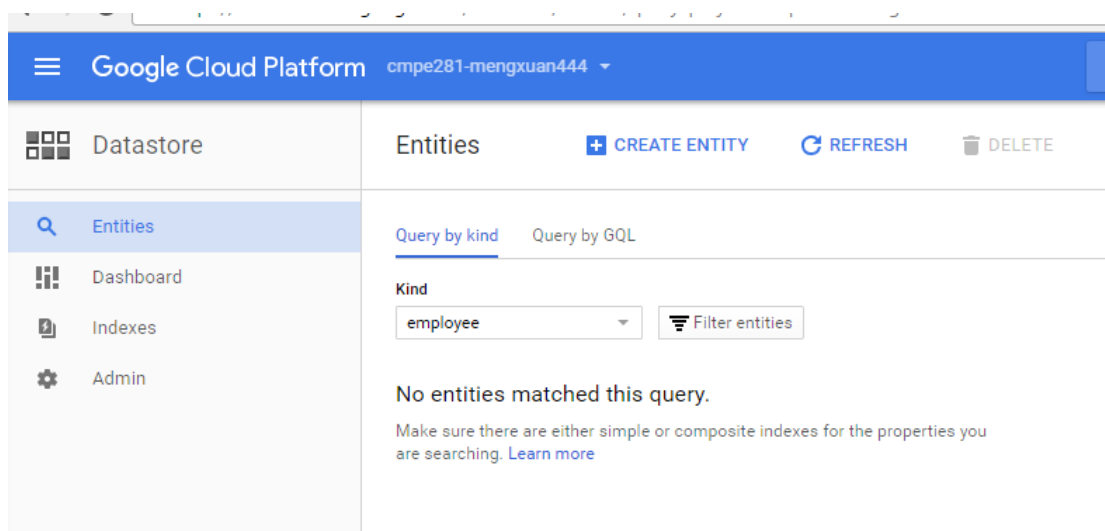 Google Cloud Platform cmpe281-mengxuan444
Datastore
Entities CREATE ENTITY REFRESH DELETE
Entities
Dashboard
Indexes
Admin
Query by kind Query by GQL
Kind
employee Filter entities
No entities matched this query.
Make sure there are either simple or composite indexes for the properties you
are searching. Learn more